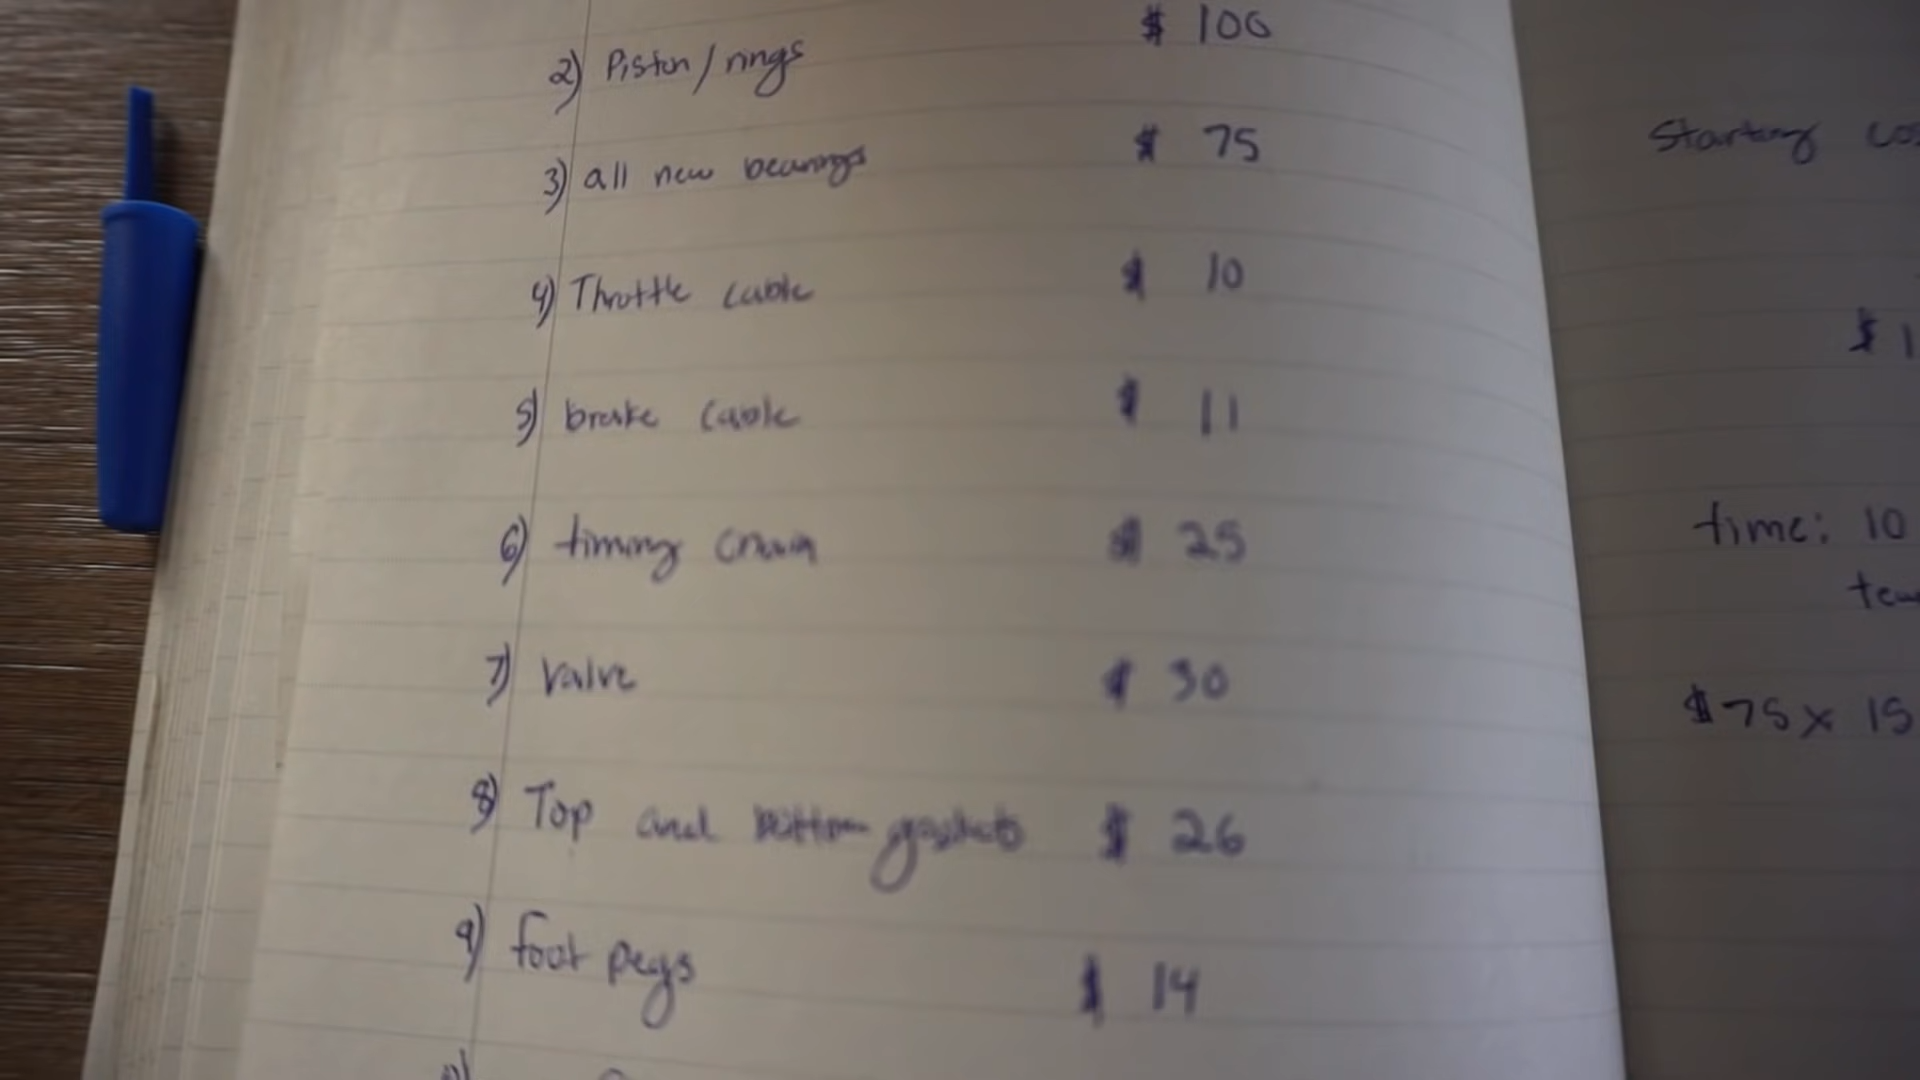 2) Piston/rings $ 100
3) all new bearings $ 75
4) Throttle cable $ 10
5) brake cable $ 11
6) timing chain $ 25
7) Valve $ 30
8) Top and bottom gaskets $ 26
9) foot pegs $ 14
Starting
$ 1
time: 10
$75 x 15